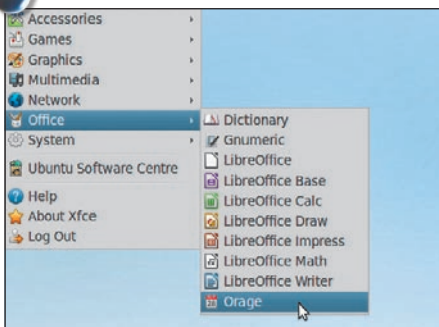 Accessories
Games
Graphics
Multimedia
Network
Office
System
Ubuntu Software Centre
Help
About Xfce
Log Out
Dictionary
Gnumeric
LibreOffice
LibreOffice Base
LibreOffice Calc
LibreOffice Draw
LibreOffice Impress
LibreOffice Math
LibreOffice Writer
Orage